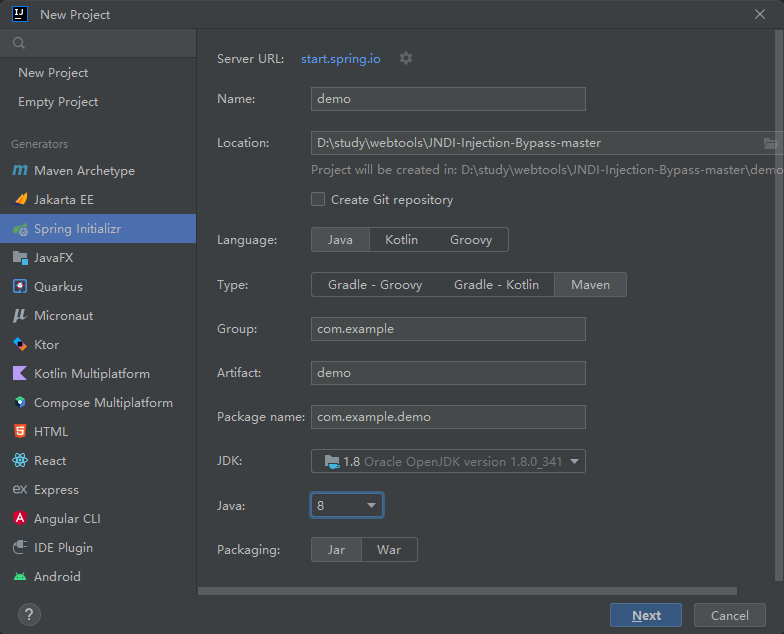 New Project
New Project
Empty Project
Generators
Maven Archetype
Jakarta EE
Spring Initializr
JavaFX
Quarkus
Micronaut
Ktor
Kotlin Multiplatform
Compose Multiplatform
HTML
React
Express
Angular CLI
IDE Plugin
Android
Server URL: start.spring.io
Name: demo
Location: D:\study\webtools\JNDI-Injection-Bypass-master
Project will be created in: D:\study\webtools\JNDI-Injection-Bypass-master\demo
Create Git repository
Language: Java Kotlin Groovy
Type: Gradle - Groovy Gradle - Kotlin Maven
Group: com.example
Artifact: demo
Package name: com.example.demo
JDK: 1.8 Oracle OpenJDK version 1.8.0_341
Java: 8
Packaging: Jar War
? Next Cancel